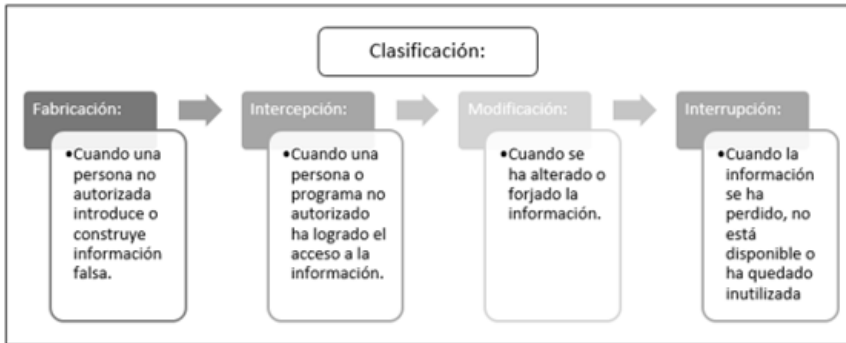 Clasificación:
Fabricación:
•Cuando una
persona no
autorizada
introduce o
construye
información
falsa.
Intercepción:
•Cuando una
persona o
programa no
autorizado
ha logrado el
acceso a la
información.
Modificación:
•Cuando se
ha alterado o
forjado la
información.
Interrupción:
•Cuando la
información
se ha
perdido, no
está
disponible o
ha quedado
inutilizada